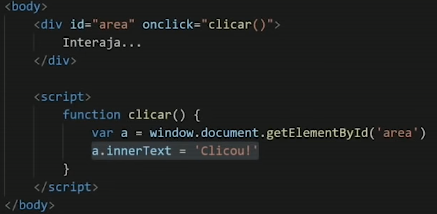 <body>
<div id="area" onclick="clicar()">
Interaja...
</div>
<script>
function clicar() {
var a = window.document.getElementById('area')
a.innerText = 'Clicou!'
}
</script>
</body>